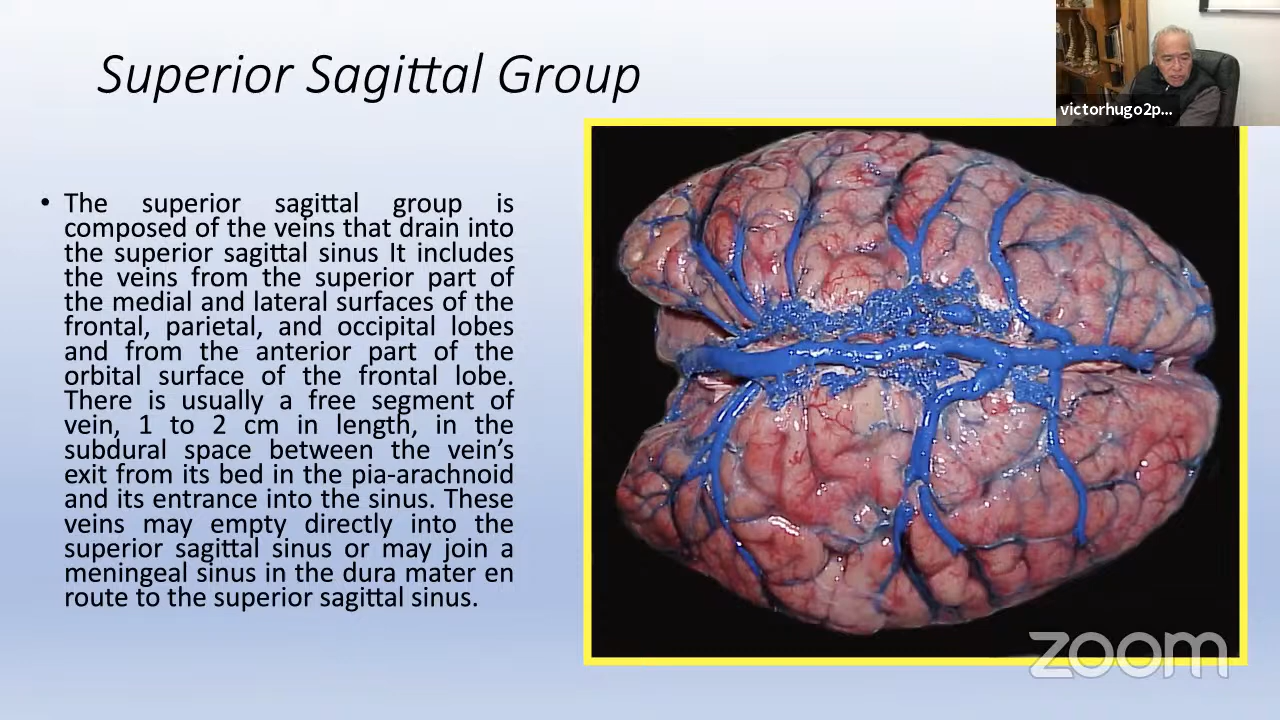 Superior Sagittal Group
victorhugo2p...
• The superior sagittal group is
composed of the veins that drain into
the superior sagittal sinus It includes
the veins from the superior part of
the medial and lateral surfaces of the
frontal, parietal, and occipital lobes
and from the anterior part of the
orbital surface of the frontal lobe.
There is usually a free segment of
vein, 1 to 2 cm in length, in the
subdural space between the vein’s
exit from its bed in the pia-arachnoid
and its entrance into the sinus. These
veins may empty directly into the
superior sagittal sinus or may join a
meningeal sinus in the dura mater en
route to the superior sagittal sinus.
zoom